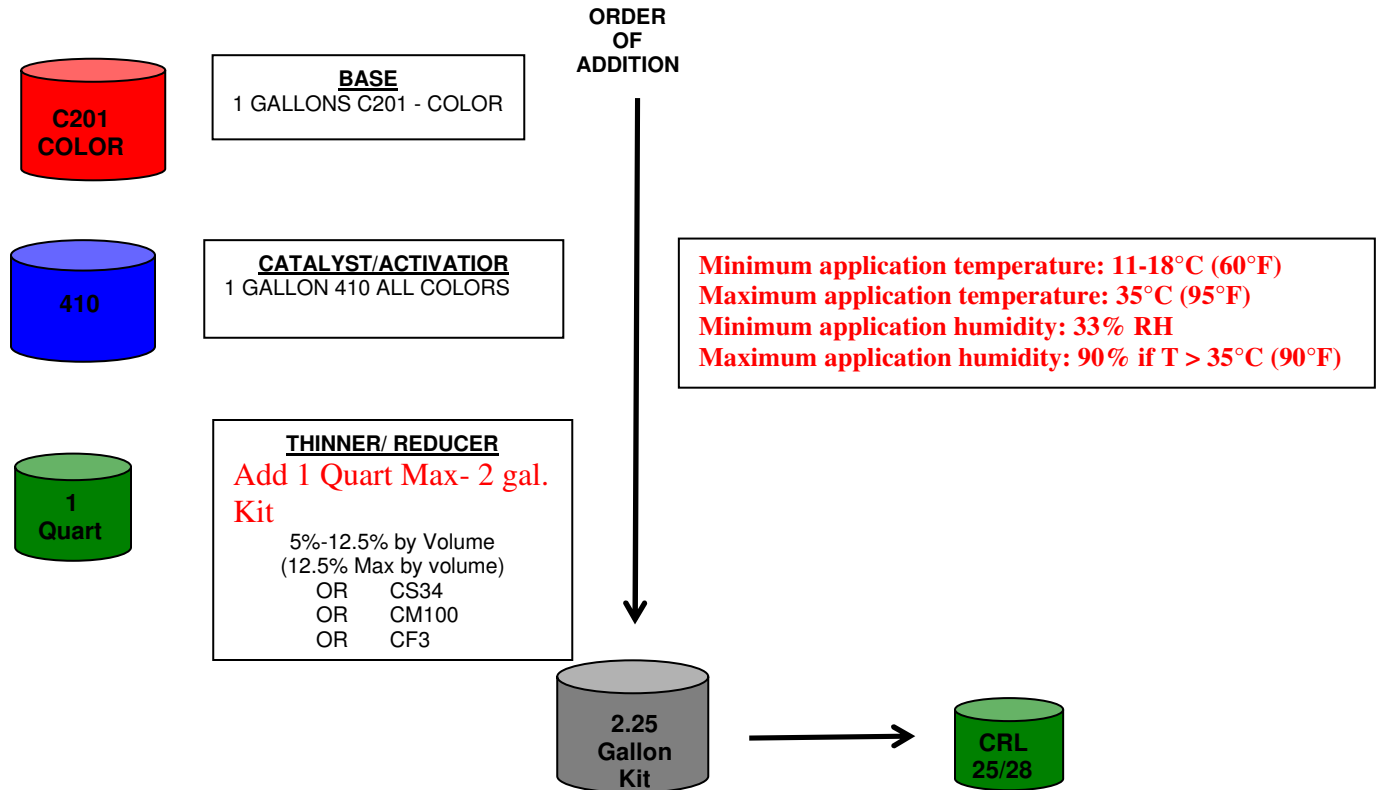 ORDER
OF
ADDITION
C201
COLOR
BASE
1 GALLONS C201 - COLOR
410
CATALYST/ACTIVATIOR
1 GALLON 410 ALL COLORS
Minimum application temperature: 11-18°C (60°F)
Maximum application temperature: 35°C (95°F)
Minimum application humidity: 33% RH
Maximum application humidity: 90% if T > 35°C (90°F)
1
Quart
THINNER/ REDUCER
Add 1 Quart Max- 2 gal.
Kit
5%-12.5% by Volume
(12.5% Max by volume)
OR CS34
OR CM100
OR CF3
2.25
Gallon
Kit
CRL
25/28